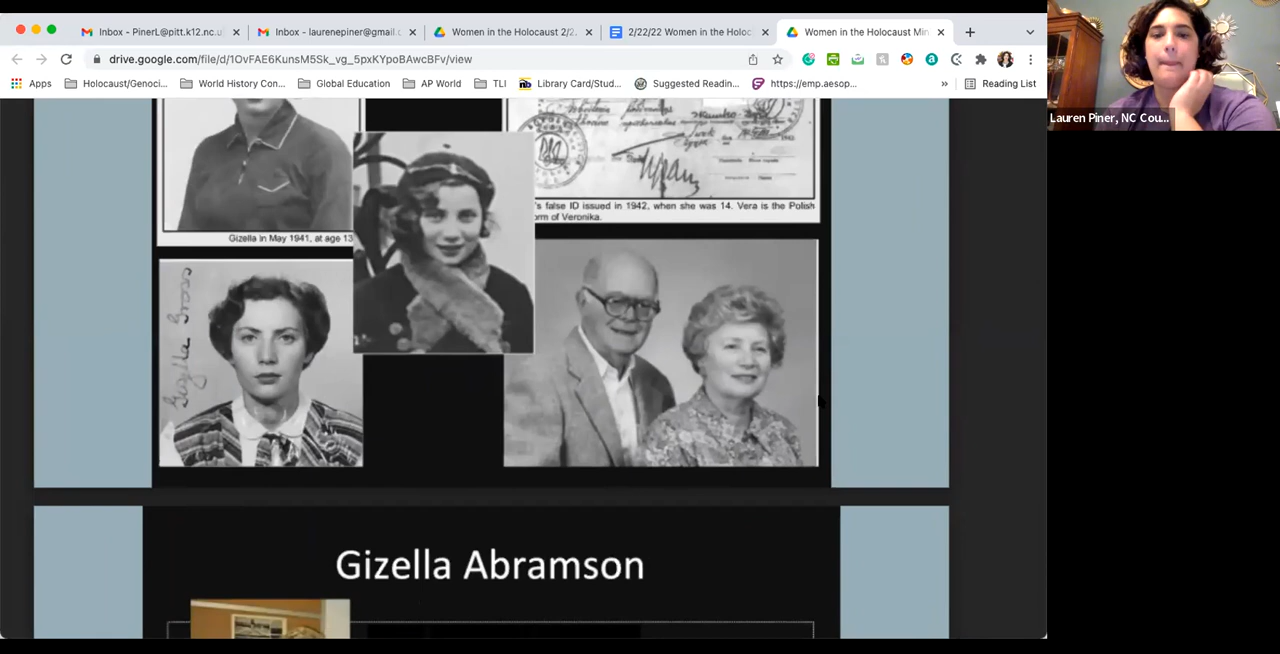 Inbox - PinerL@pitt.k12.nc.u
Inbox - laurenepiner@gmail.c
Women in the Holocaust 2/2
2/22/22 Women in the Holoc
Women in the Holocaust Min
drive.google.com/file/d/1OvFAE6KunsM5Sk_vg_5pxKYpoBAwcBFv/view
Apps
Holocaust/Genoci...
World History Con...
Global Education
AP World
TLI
Library Card/Stud...
Suggested Readin...
https://emp.aesop...
»
Reading List
Lauren Piner, NC Cou...
's false ID issued in 1942, when she was 14. Vera is the Polish
orm of Veronika.
Gizella in May 1941, at age 13
Gizella Gross
Gizella Abramson